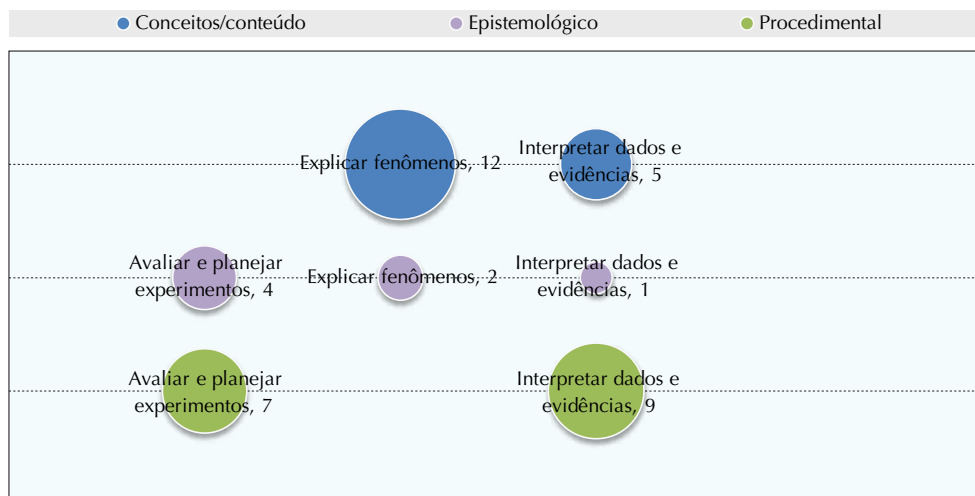 Conceitos/conteúdo
Epistemológico
Procedimental
Explicar fenômenos, 12
Interpretar dados e
evidências, 5
Avaliar e planejar
experimentos, 4
Explicar fenômenos, 2
Interpretar dados e
evidências, 1
Avaliar e planejar
experimentos, 7
Interpretar dados e
evidências, 9